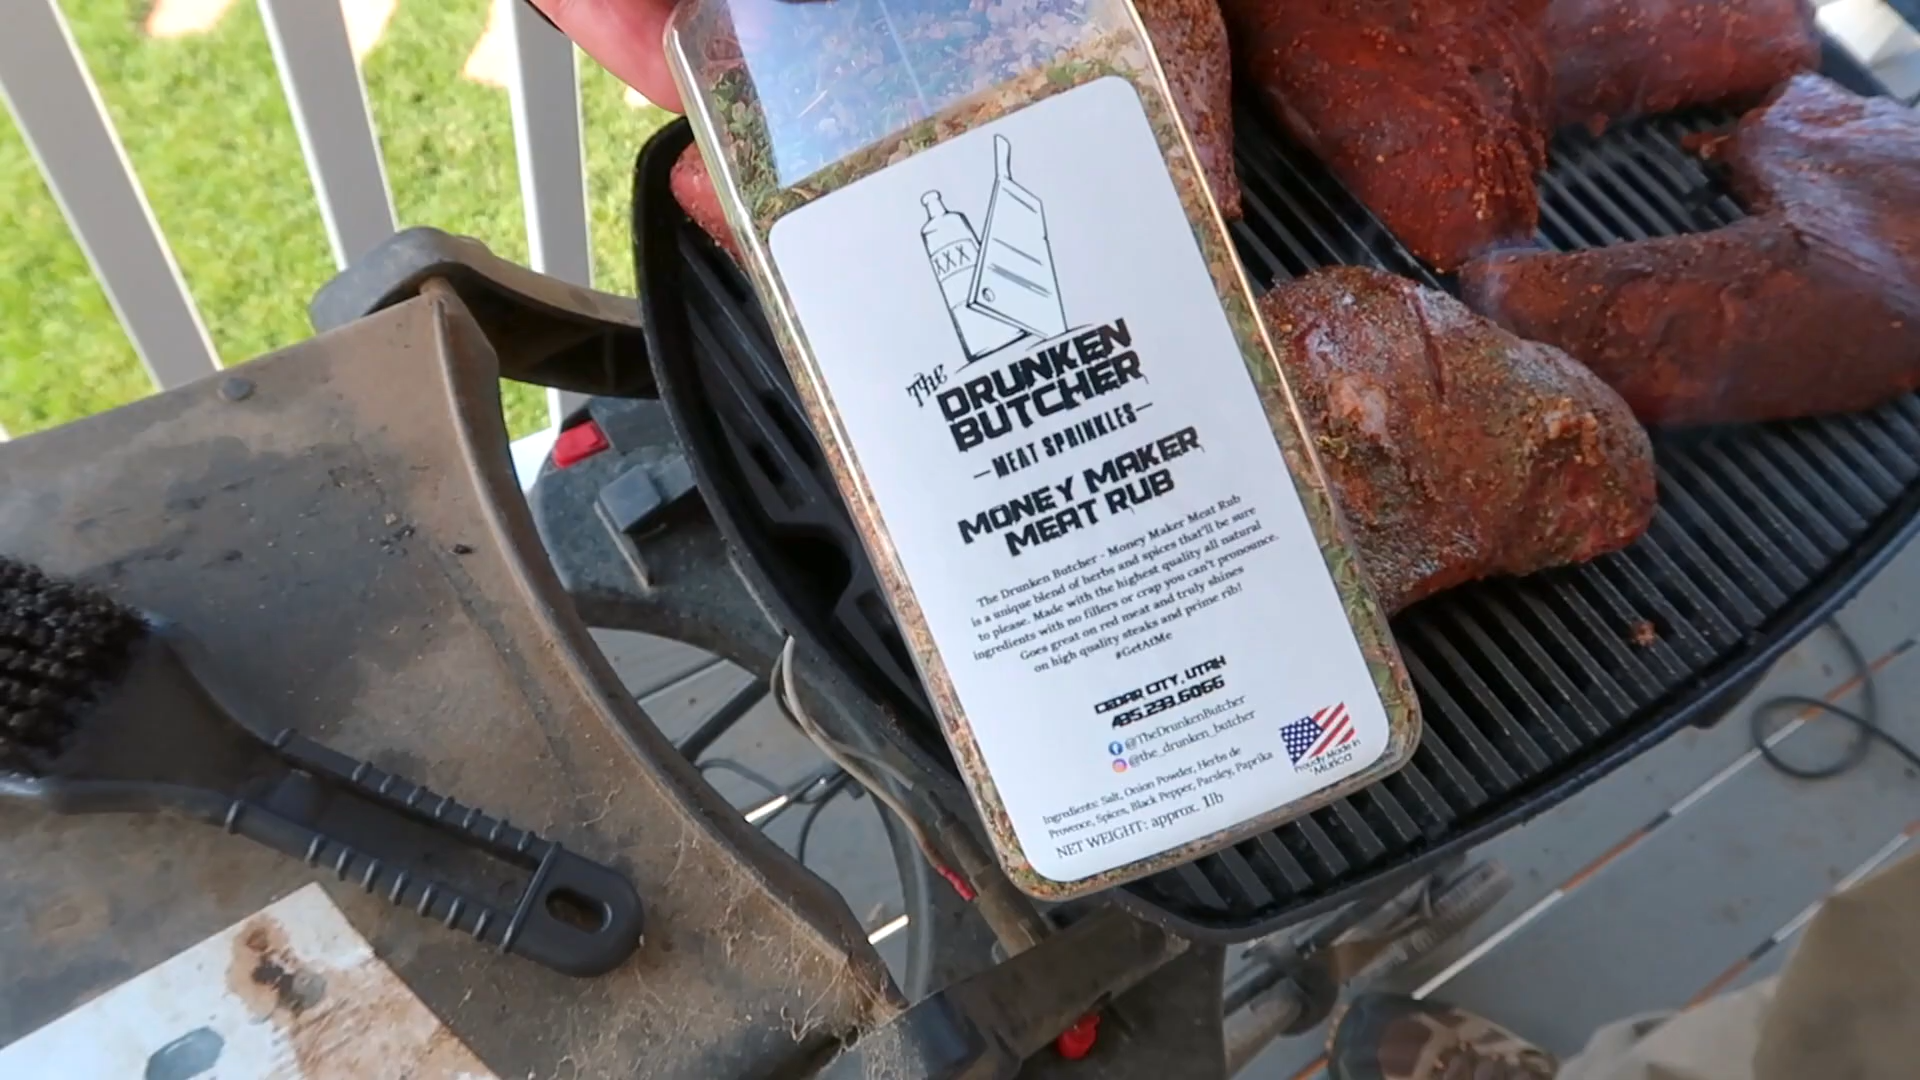 XXX
THE
DRUNKEN
BUTCHER
—MEAT SPRINKLES—
MONEY MAKER
MEAT RUB
The Drunken Butcher - Money Maker Meat Rub
is a unique blend of herbs and spices that'll be sure
to please. Made with the highest quality all natural
ingredients with no fillers or crap you can't pronounce.
Goes great on red meat and truly shines
on high quality steaks and prime rib!
#GetAtMe
CEDAR CITY, UTAH
435.233.6066
@TheDrunkenButcher
@the_drunken_butcher
Proudly Made in
'Murica
Ingredients: Salt, Onion Powder, Herbs de
Provence, Spices, Black Pepper, Parsley, Paprika
NET WEIGHT: approx. 1lb